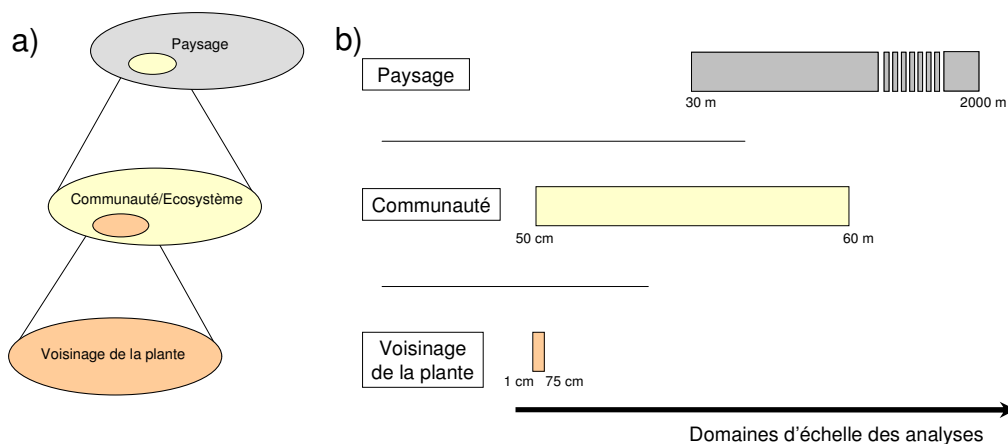 a)
Paysage
Communauté/Ecosystème
Voisinage de la plante
b)
Paysage
30 m
2000 m
Communauté
50 cm
60 m
Voisinage
de la plante
1 cm
75 cm
Domaines d'échelle des analyses